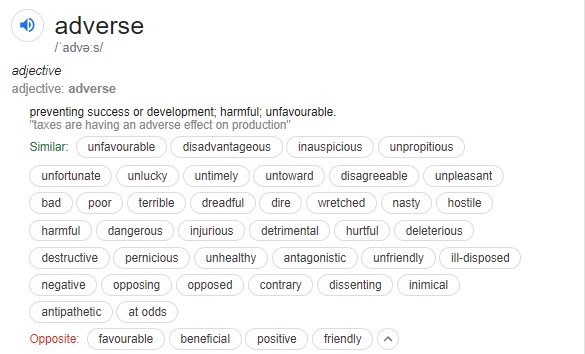 adverse
/ˈadvəːs/
adjective
adjective: adverse
preventing success or development; harmful; unfavourable.
"taxes are having an adverse effect on production"
Similar: unfavourable disadvantageous inauspicious unpropitious
unfortunate unlucky untimely untoward disagreeable unpleasant
bad poor terrible dreadful dire wretched nasty hostile
harmful dangerous injurious detrimental hurtful deleterious
destructive pernicious unhealthy antagonistic unfriendly ill-disposed
negative opposing opposed contrary dissenting inimical
antipathetic at odds
Opposite: favourable beneficial positive friendly